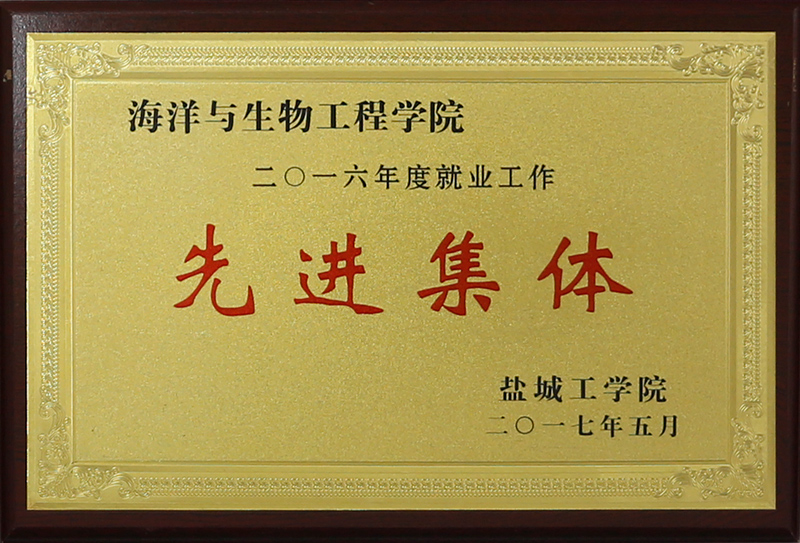 海洋与生物工程学院
二〇一六年度就业工作
先进集体
盐城工学院
二〇一七年五月